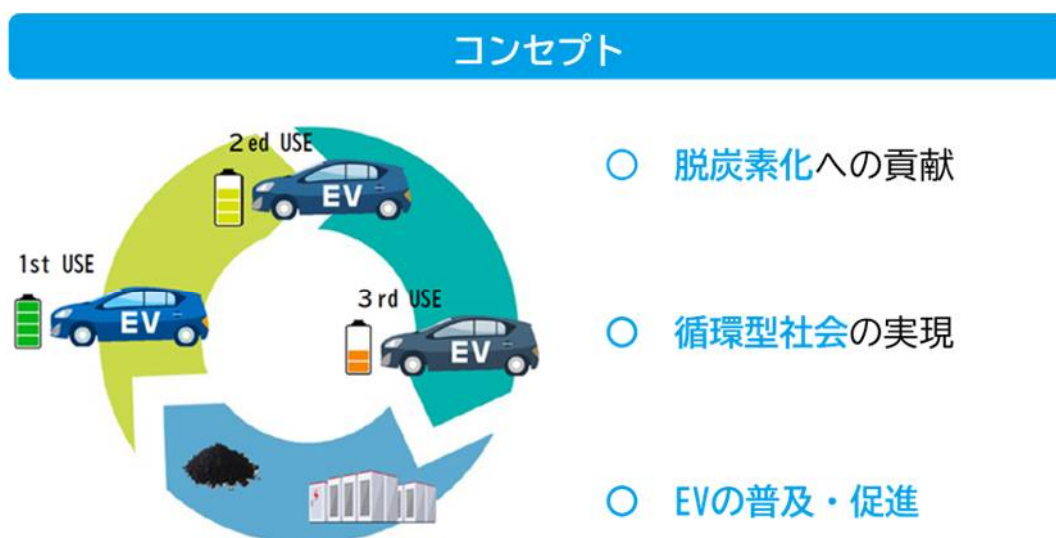 コンセプト
2ed USE
EV
1st USE
EV
3rd USE
EV
○ 脱炭素化への貢献
○ 循環型社会の実現
○ EVの普及・促進